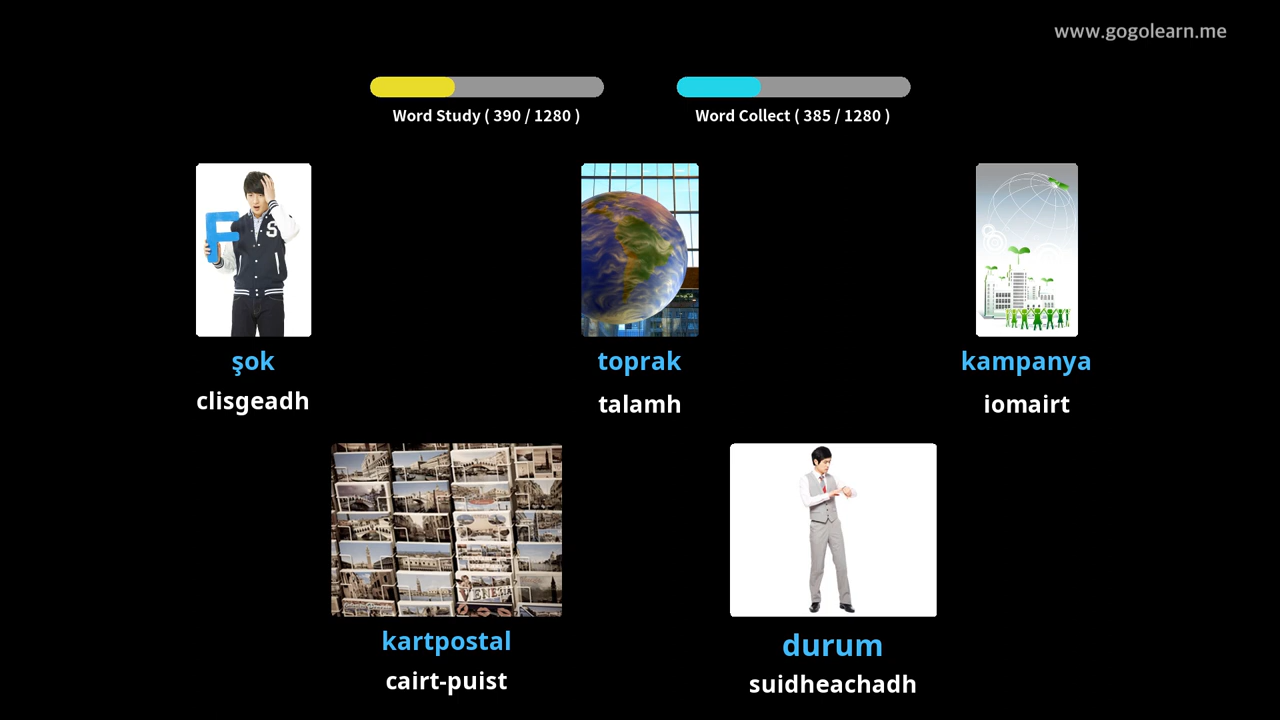 www.gogolearn.me
Word Study ( 390 / 1280 )
Word Collect ( 385 / 1280 )
F
S
şok
toprak
kampanya
clisgeadh
talamh
iomairt
VENEZIA
kartpostal
durum
cairt-puist
suidheachadh